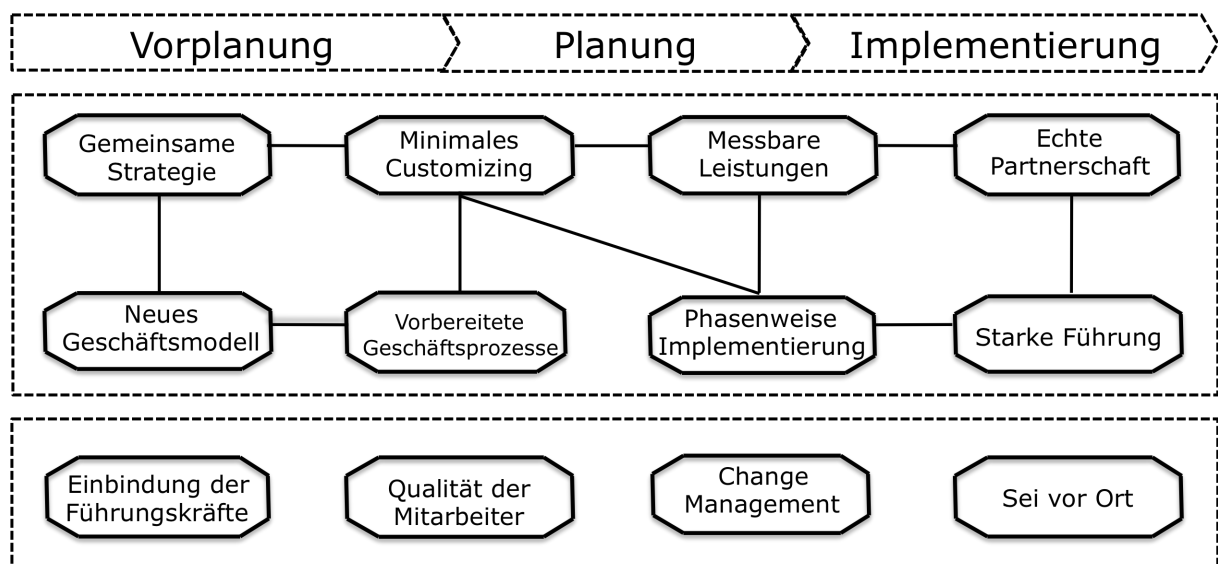 Vorplanung
Planung
Implementierung
Gemeinsame
Strategie
Minimales
Customizing
Messbare
Leistungen
Echte
Partnerschaft
Neues
Geschäftsmodell
Vorbereitete
Geschäftsprozesse
Phasenweise
Implementierung
Starke Führung
Einbindung der
Führungskräfte
Qualität der
Mitarbeiter
Change
Management
Sei vor Ort